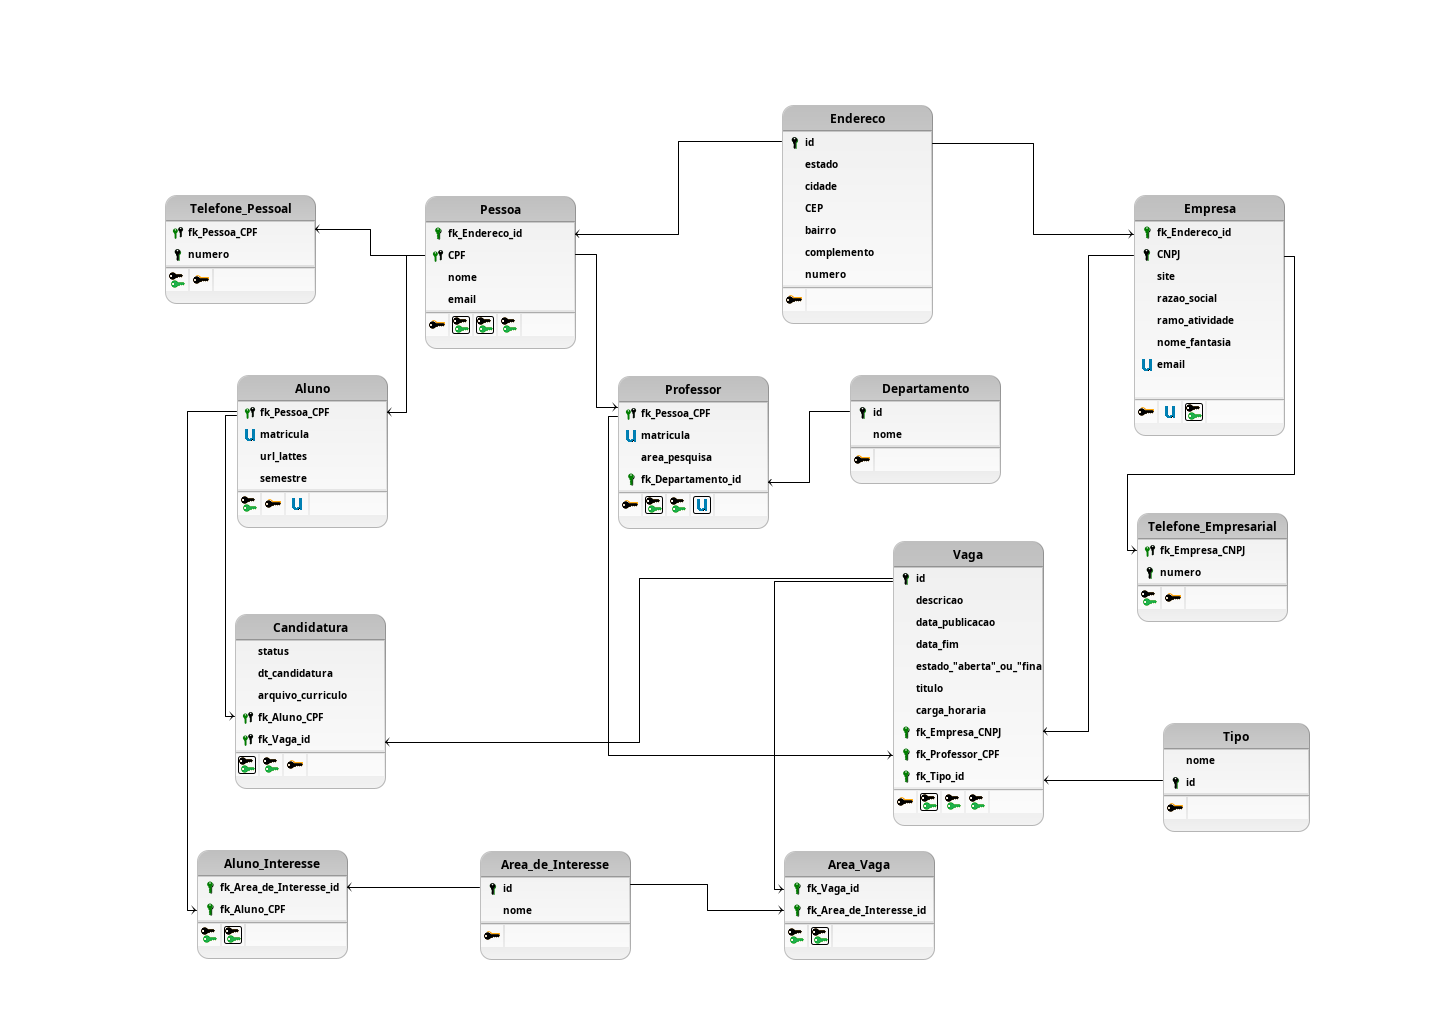 Endereco
id
estado
cidade
CEP
bairro
complemento
numero
Telefone_Pessoal
fk_Pessoa_CPF
numero
Pessoa
fk_Endereco_id
CPF
nome
email
Empresa
fk_Endereco_id
CNPJ
site
razao_social
ramo_atividade
nome_fantasia
U email
U
Aluno
fk_Pessoa_CPF
U matricula
url_lattes
semestre
U
Professor
fk_Pessoa_CPF
U matricula
area_pesquisa
fk_Departamento_id
U
Departamento
id
nome
Telefone_Empresarial
fk_Empresa_CNPJ
numero
Vaga
id
descricao
data_publicacao
data_fim
estado_"aberta"_ou_"fina
titulo
carga_horaria
fk_Empresa_CNPJ
fk_Professor_CPF
fk_Tipo_id
Candidatura
status
dt_candidatura
arquivo_curriculo
fk_Aluno_CPF
fk_Vaga_id
Tipo
nome
id
Aluno_Interesse
fk_Area_de_Interesse_id
fk_Aluno_CPF
Area_de_Interesse
id
nome
Area_Vaga
fk_Vaga_id
fk_Area_de_Interesse_id